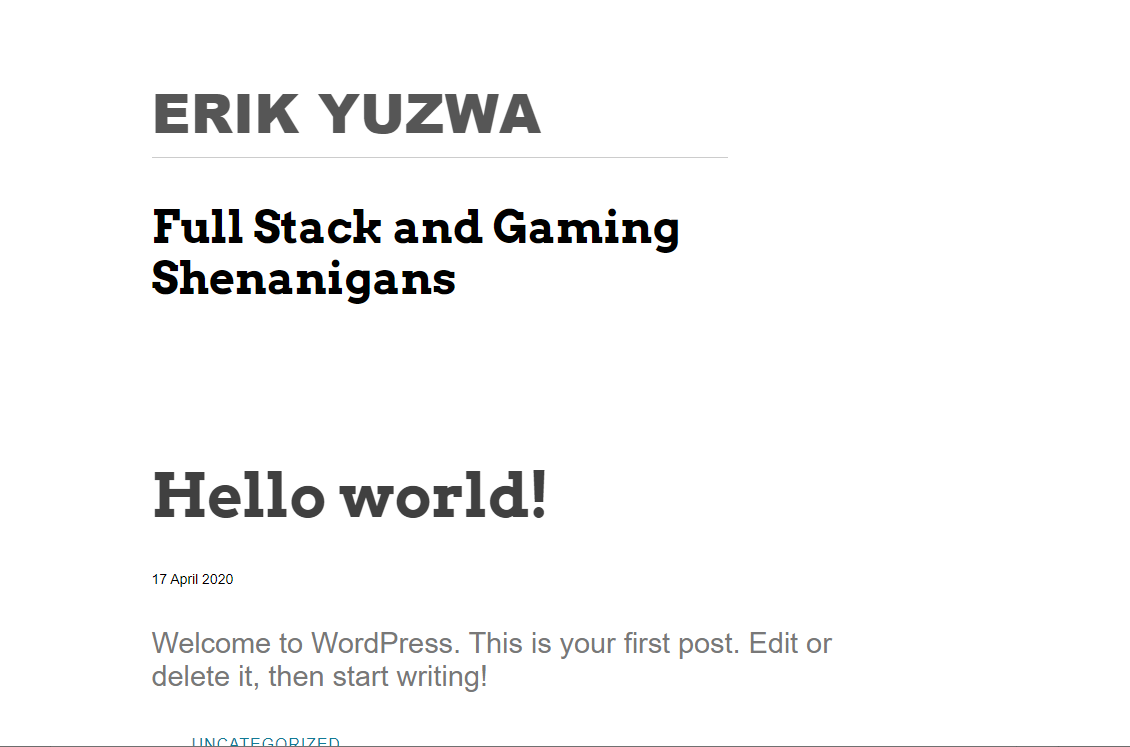 ERIK YUZWA
Full Stack and Gaming
Shenanigans
Hello world!
17 April 2020
Welcome to WordPress. This is your first post. Edit or
delete it, then start writing!
UNCATEGORIZED